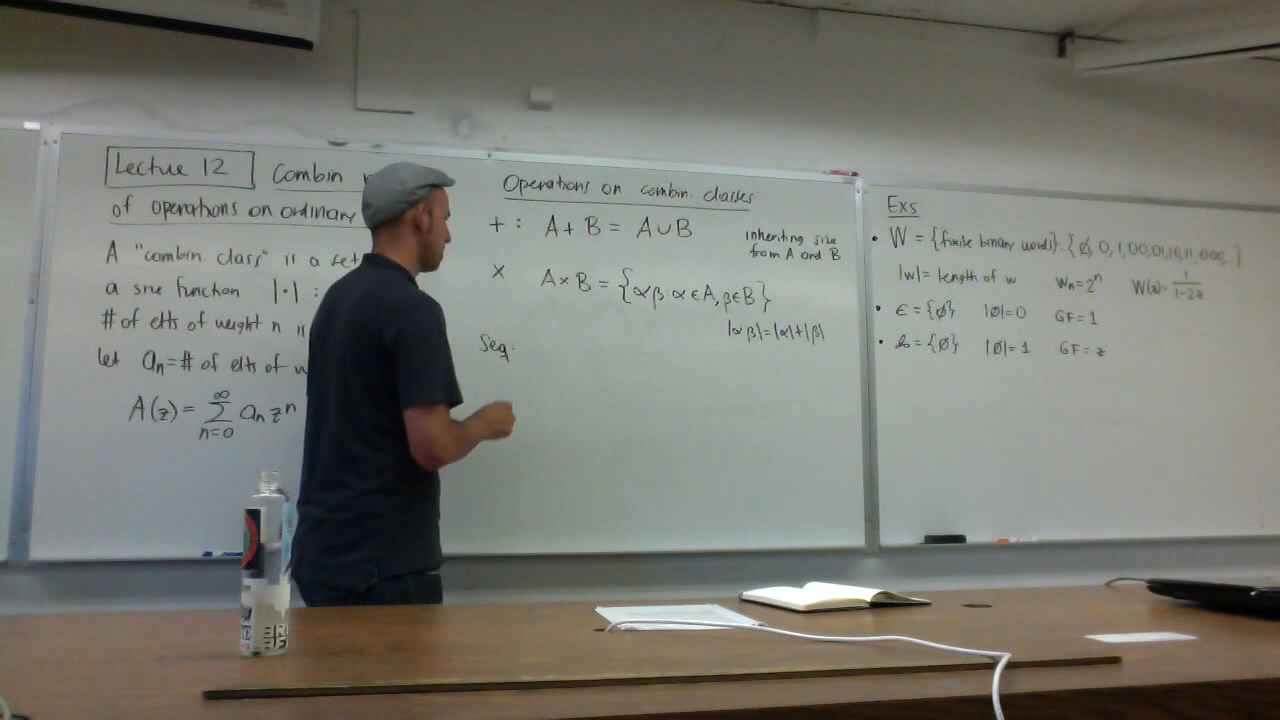 Lecture 12 Combin
of operations on ordinary
A "combin. class" is a set
a size function |·| :
# of elts of weight n is
Let aₙ = # of elts of w
A(z) = ∑_{n=0}^{∞} aₙ zⁿ
Operations on combin. classes
+ : A + B = A ∪ B
inheriting size
from A and B
× A × B = {αβ : α ∈ A, β ∈ B}
|αβ| = |α| + |β|
Seq.
Exs
• W = {finite binary words} = {∅, 0, 1, 00, 01, 10, 11, 000, ...}
|w| = length of w Wₙ = 2ⁿ W(z) = 1/(1-2z)
• ε = {∅} |∅| = 0 GF = 1
• = {∅} |∅| = 1 GF = z